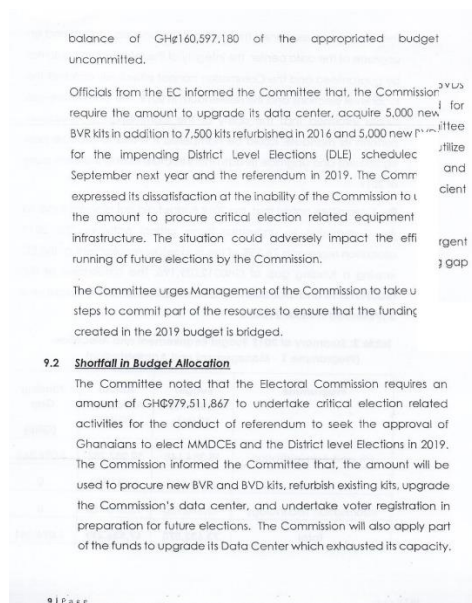 balance of GH₵160,597,180 of the appropriated budget
uncommitted.
Officials from the EC informed the Committee that, the Commission
require the amount to upgrade its data center, acquire 5,000 new for
BVR kits in addition to 7,500 kits refurbished in 2016 and 5,000 new
for the impending District Level Elections (DLE)
September next year and the referendum in 2019. The and
expressed its dissatisfaction at the inability of the Commission to
the amount to procure critical election related equipment
infrastructure. The situation could adversely impact the
running of future elections by the Commission. gap
The Committee urges Management of the Commission to take
steps to commit part of the resources to ensure that the funding
created in the 2019 budget is bridged.
9.2 Shortfall in Budget Allocation
The Committee noted that the Electoral Commission requires an
amount of GH₵979,511,867 to undertake critical election related
activities for the conduct of referendum to seek the approval of
Ghanaians to elect MMDCEs and the District level Elections in 2019.
The Commission informed the Committee that, the amount will be
used to procure new BVR and BVD kits, refurbish existing kits, upgrade
the Commission's data center, and undertake voter registration in
preparation for future elections. The Commission will also apply part
of the funds to upgrade its Data Center which exhausted its capacity.
9 | Page